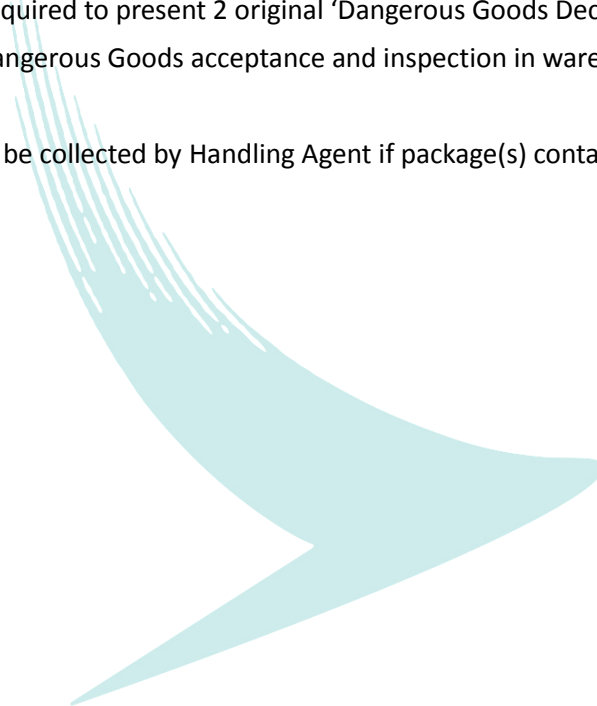 quired to present 2 original ‘Dangerous Goods Dec
angerous Goods acceptance and inspection in ware
be collected by Handling Agent if package(s) conta